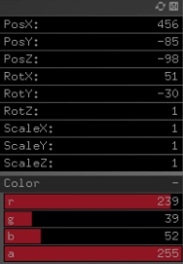 PosX: 456
PosY: -85
PosZ: -98
RotX: 51
RotY: -30
RotZ: 1
ScaleX: 1
ScaleY: 1
ScaleZ: 1
Color -
r 239
g 39
b 52
a 255